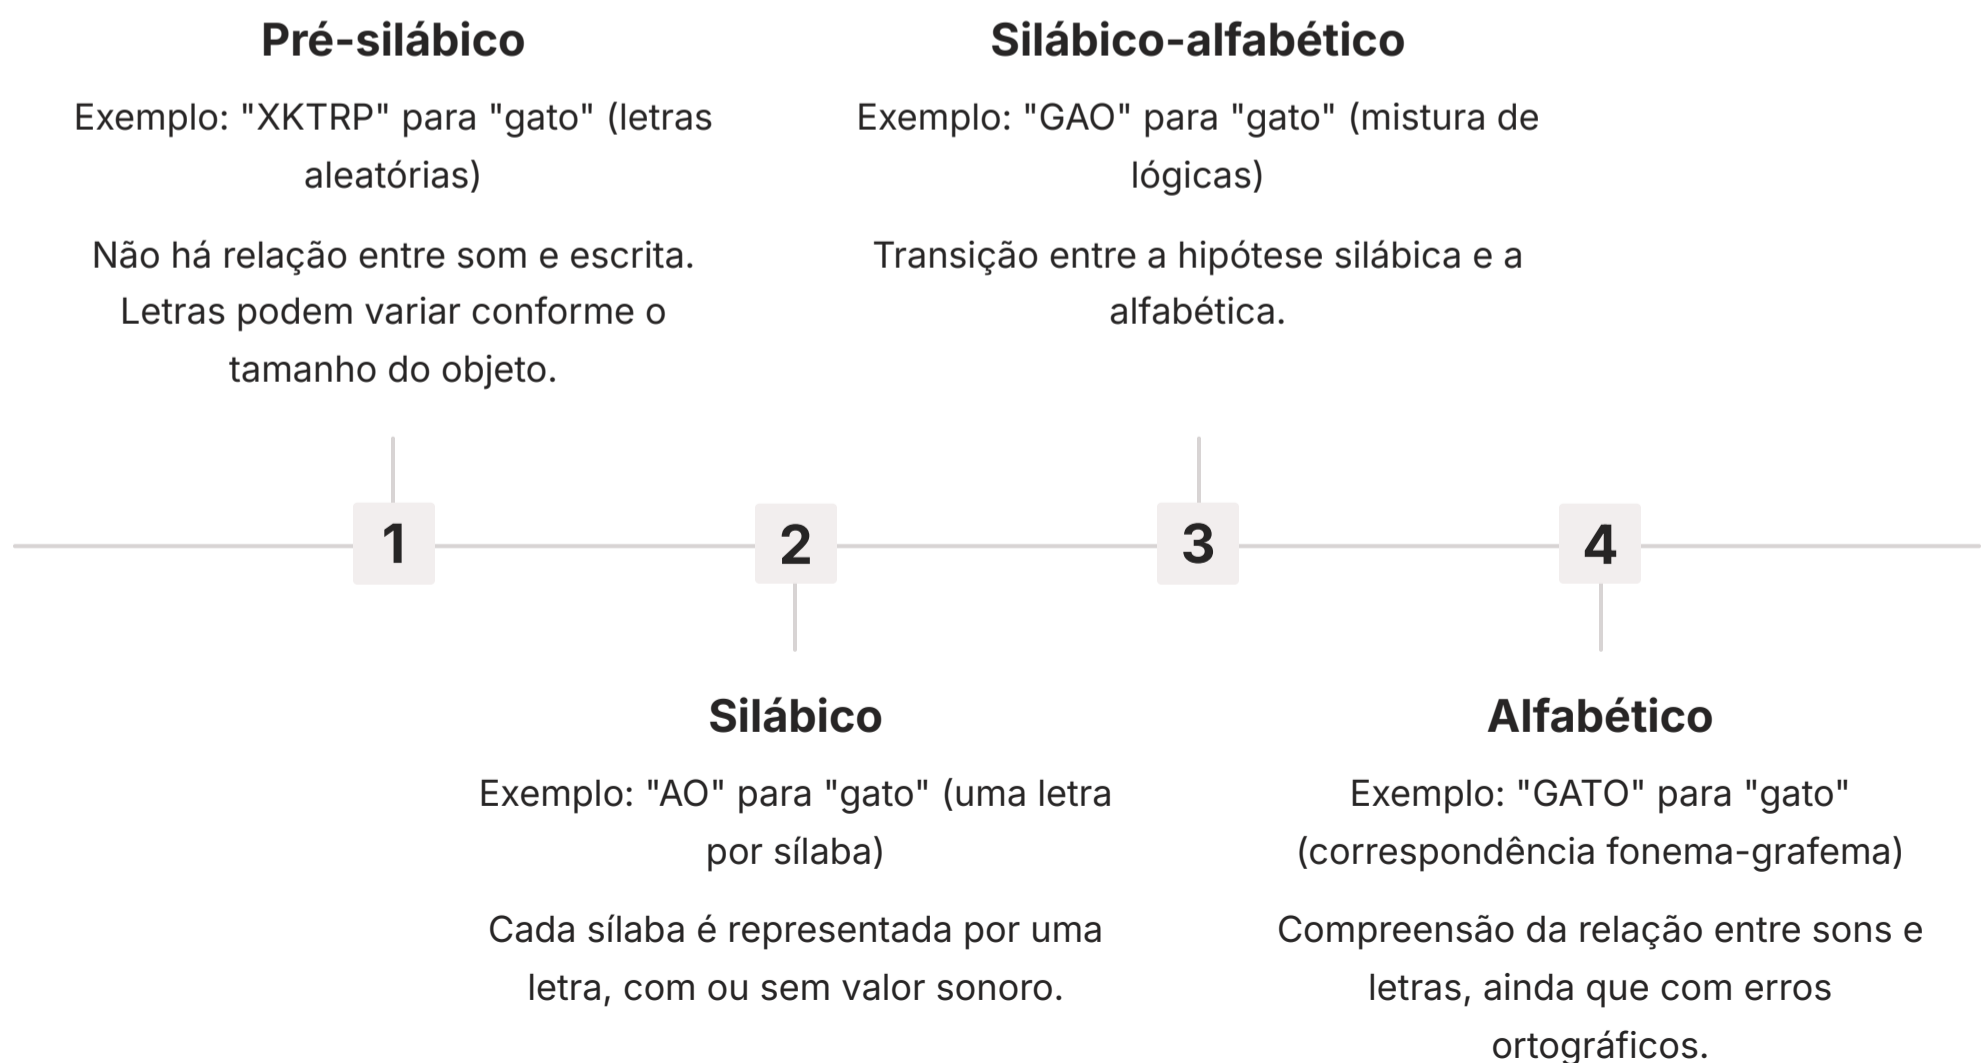 Pré-silábico
Exemplo: "XKTRP" para "gato" (letras
aleatórias)
Não há relação entre som e escrita.
Letras podem variar conforme o
tamanho do objeto.
Silábico-alfabético
Exemplo: "GAO" para "gato" (mistura de
lógicas)
Transição entre a hipótese silábica e a
alfabética.
1
2
3
4
Silábico
Exemplo: "AO" para "gato" (uma letra
por sílaba)
Cada sílaba é representada por uma
letra, com ou sem valor sonoro.
Alfabético
Exemplo: "GATO" para "gato"
(correspondência fonema-grafema)
Compreensão da relação entre sons e
letras, ainda que com erros
ortográficos.